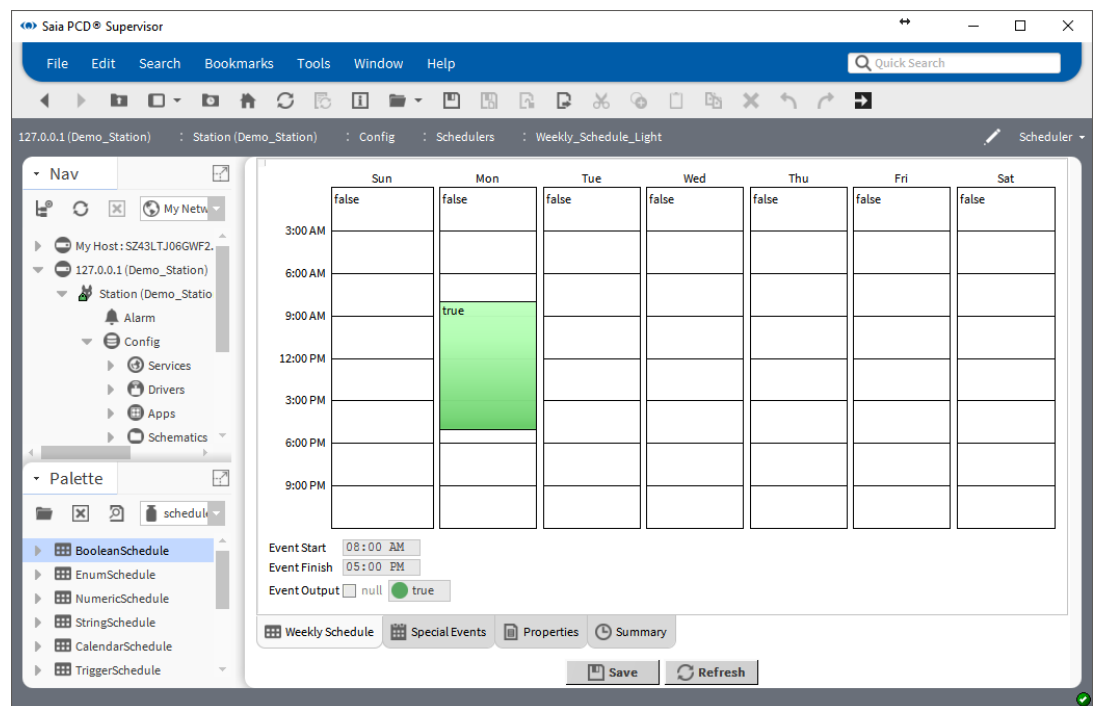 Saia PCD® Supervisor
File Edit Search Bookmarks Tools Window Help
Quick Search
127.0.0.1 (Demo_Station) : Station (Demo_Station) : Config : Schedulers : Weekly_Schedule_Light
Scheduler
Nav
My Netw
My Host : SZ43LTJ06GWF2.
127.0.0.1 (Demo_Station)
Station (Demo_Statio
Alarm
Config
Services
Drivers
Apps
Schematics
Palette
schedule
BooleanSchedule
EnumSchedule
NumericSchedule
StringSchedule
CalendarSchedule
TriggerSchedule
Sun Mon Tue Wed Thu Fri Sat
false false false false false false false
3:00 AM
6:00 AM
9:00 AM
true
12:00 PM
3:00 PM
6:00 PM
9:00 PM
Event Start 08:00 AM
Event Finish 05:00 PM
Event Output null true
Weekly Schedule Special Events Properties Summary
Save Refresh